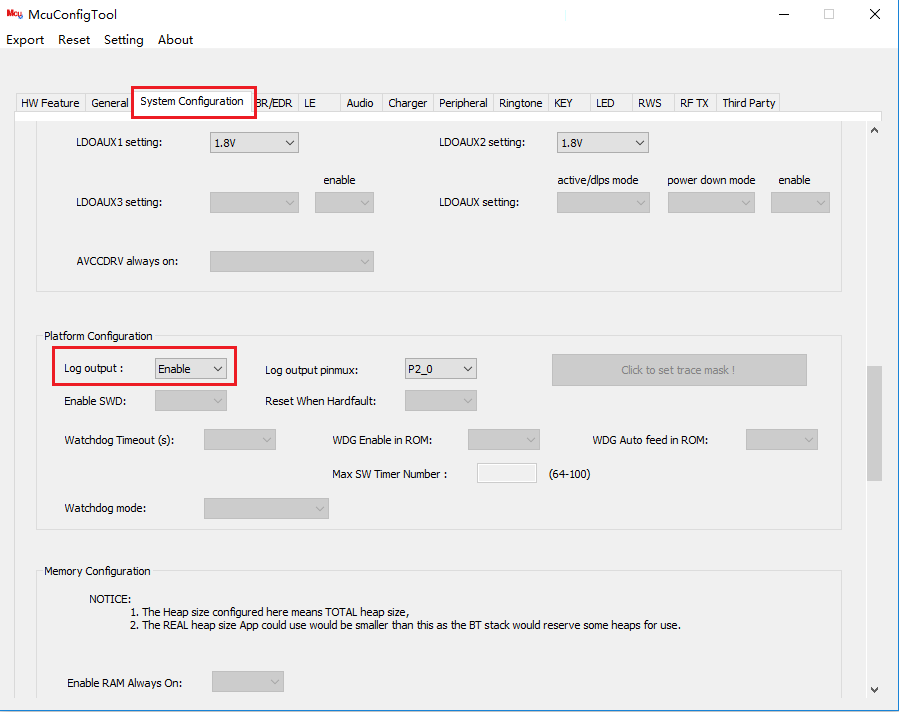 Mcu McuConfigTool
Export Reset Setting About
HW Feature General System Configuration BR/EDR LE Audio Charger Peripheral Ringtone KEY LED RWS RF TX Third Party
LDOAUX1 setting: 1.8V LDOAUX2 setting: 1.8V
enable active/dlps mode power down mode enable
LDOAUX3 setting: LDOAUX setting:
AVCCDRV always on:
Platform Configuration
Log output : Enable Log output pinmux: P2_0 Click to set trace mask !
Enable SWD: Reset When Hardfault:
Watchdog Timeout (s): WDG Enable in ROM: WDG Auto feed in ROM:
Max SW Timer Number : (64-100)
Watchdog mode:
Memory Configuration
NOTICE:
1. The Heap size configured here means TOTAL heap size,
2. The REAL heap size App could use would be smaller than this as the BT stack would reserve some heaps for use.
Enable RAM Always On: